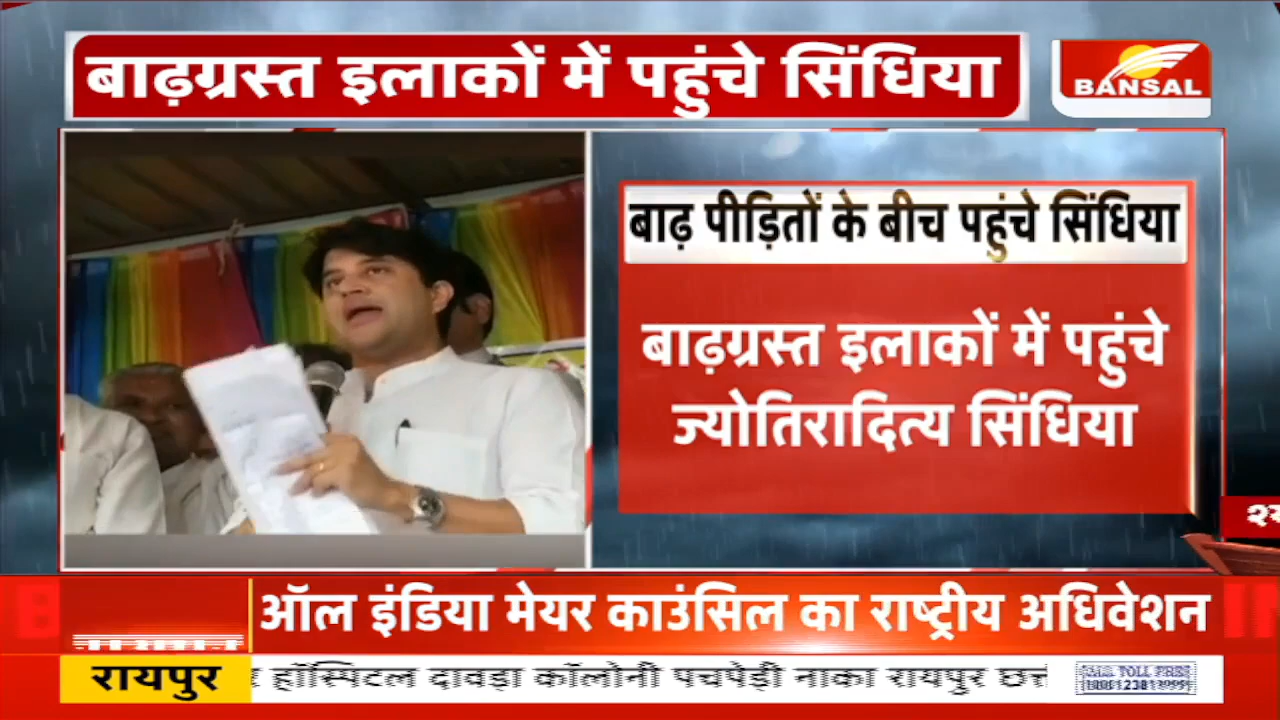 बाढ़ग्रस्त इलाकों में पहुंचे सिंधिया
BANSAL
बाढ़ पीड़ितों के बीच पहुंचे सिंधिया
बाढ़ग्रस्त इलाकों में पहुंचे
ज्योतिरादित्य सिंधिया
ऑल इंडिया मेयर काउंसिल का राष्ट्रीय अधिवेशन
रायपुर
हॉस्पिटल दावड़ा कॉलोनी पचपेड़ी नाका रायपुर